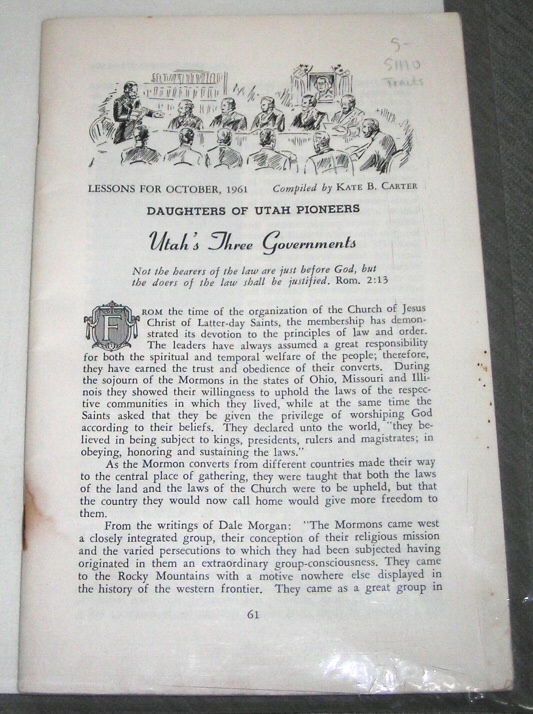 5-
SMO
Tracts
LESSONS FOR OCTOBER, 1961 Compiled by KATE B. CARTER
DAUGHTERS OF UTAH PIONEERS
Utah's Three Governments
Not the hearers of the law are just before God, but
the doers of the law shall be justified. Rom. 2:13
FROM the time of the organization of the Church of Jesus
Christ of Latter-day Saints, the membership has demon-
strated its devotion to the principles of law and order.
The leaders have always assumed a great responsibility
for both the spiritual and temporal welfare of the people; therefore,
they have earned the trust and obedience of their converts. During
the sojourn of the Mormons in the states of Ohio, Missouri and Illi-
nois they showed their willingness to uphold the laws of the respec-
tive communities in which they lived, while at the same time the
Saints asked that they be given the privilege of worshiping God
according to their beliefs. They declared unto the world, "they be-
lieved in being subject to kings, presidents, rulers and magistrates; in
obeying, honoring and sustaining the laws."
As the Mormon converts from different countries made their way
to the central place of gathering, they were taught that both the laws
of the land and the laws of the Church were to be upheld, but that
the country they would now call home would give more freedom to
them.
From the writings of Dale Morgan: "The Mormons came west
a closely integrated group, their conception of their religious mission
and the varied persecutions to which they had been subjected having
originated in them an extraordinary group-consciousness. They came
to the Rocky Mountains with a motive nowhere else displayed in
the history of the western frontier. They came as a great group in
61